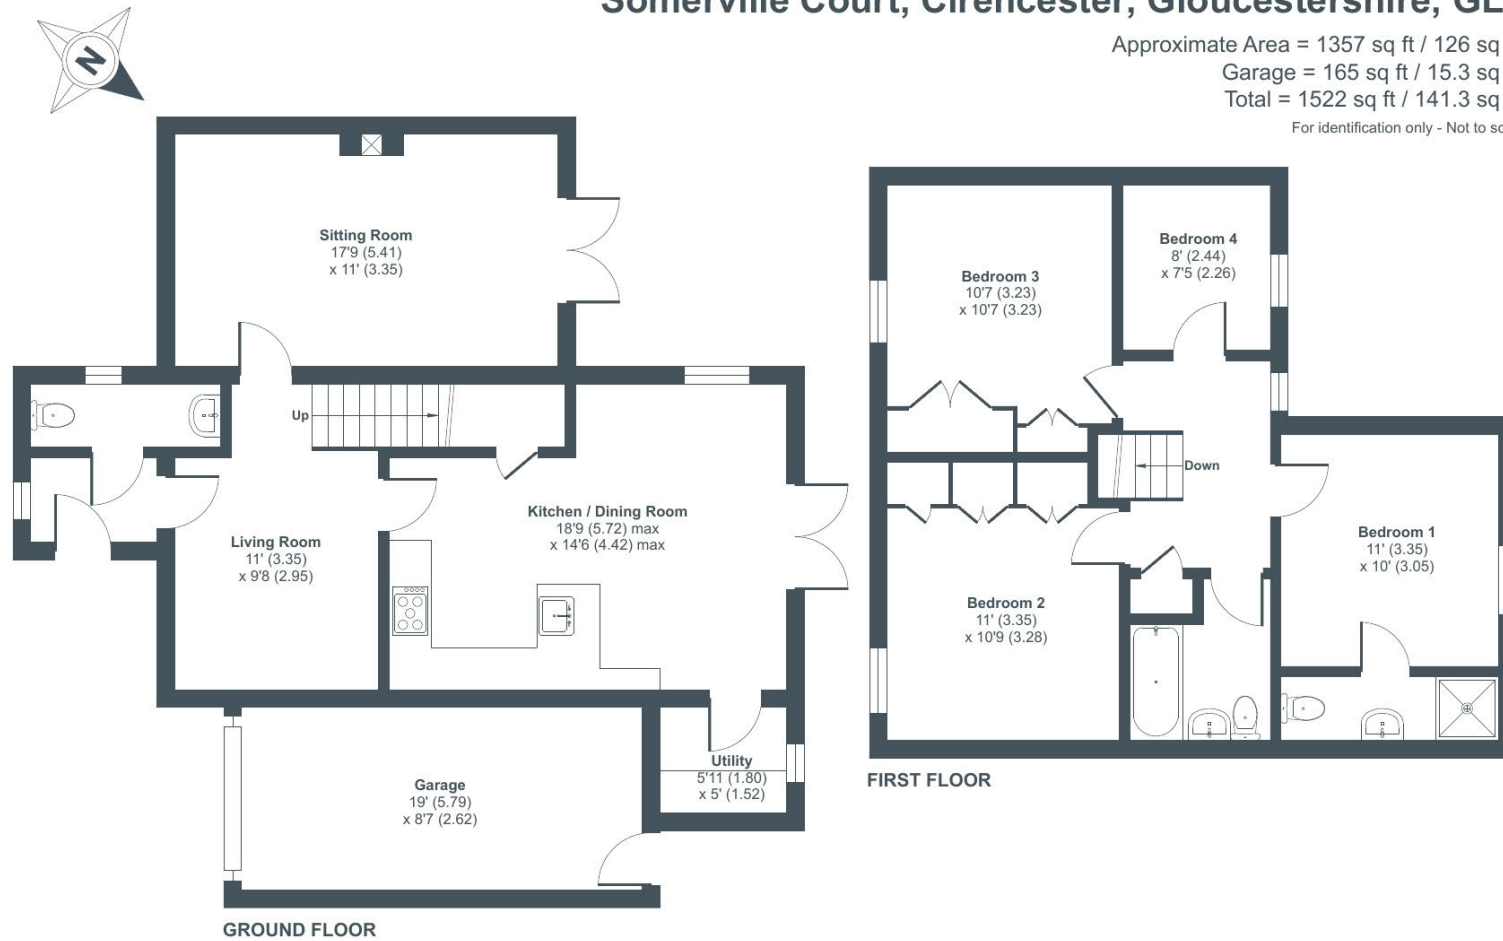 Somerville Court, Cirencester, Gloucestershire, GL
Approximate Area = 1357 sq ft / 126 sq
Garage = 165 sq ft / 15.3 sq
Total = 1522 sq ft / 141.3 sq
For identification only - Not to sc
N
Sitting Room
17'9 (5.41)
x 11' (3.35)
Up
Living Room
11' (3.35)
x 9'8 (2.95)
Kitchen / Dining Room
18'9 (5.72) max
x 14'6 (4.42) max
Utility
5'11 (1.80)
x 5' (1.52)
Garage
19' (5.79)
x 8'7 (2.62)
GROUND FLOOR
Bedroom 3
10'7 (3.23)
x 10'7 (3.23)
Bedroom 4
8' (2.44)
x 7'5 (2.26)
Down
Bedroom 1
11' (3.35)
x 10' (3.05)
Bedroom 2
11' (3.35)
x 10'9 (3.28)
FIRST FLOOR